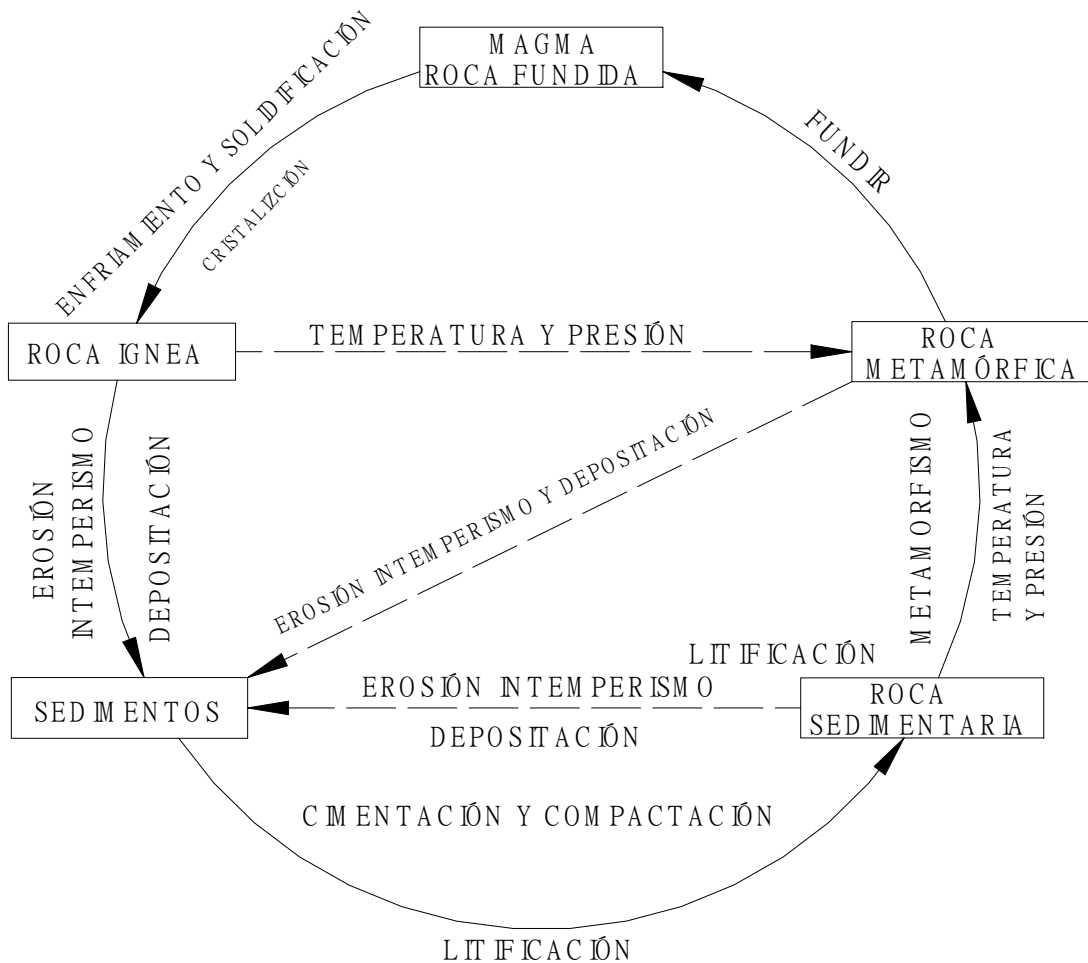 MAGMA
ROCA FUNDIDA
ENFRIAMIENTO Y SOLIDIFICACIÓN
CRISTALIZCIÓN
FUNDIR
ROCA IGNEA
TEMPERATURA Y PRESIÓN
ROCA
METAMÓRFICA
EROSIÓN
INTEMPERISMO
DEPOSITACIÓN
EROSIÓN INTEMPERISMO Y DEPOSITACIÓN
METAMORFISMO
TEMPERATURA
Y PRESIÓN
LITIFICACIÓN
SEDIMENTOS
EROSIÓN INTEMPERISMO
DEPOSITACIÓN
ROCA
SEDIMENTARIA
CIMENTACIÓN Y COMPACTACIÓN
LITIFICACIÓN